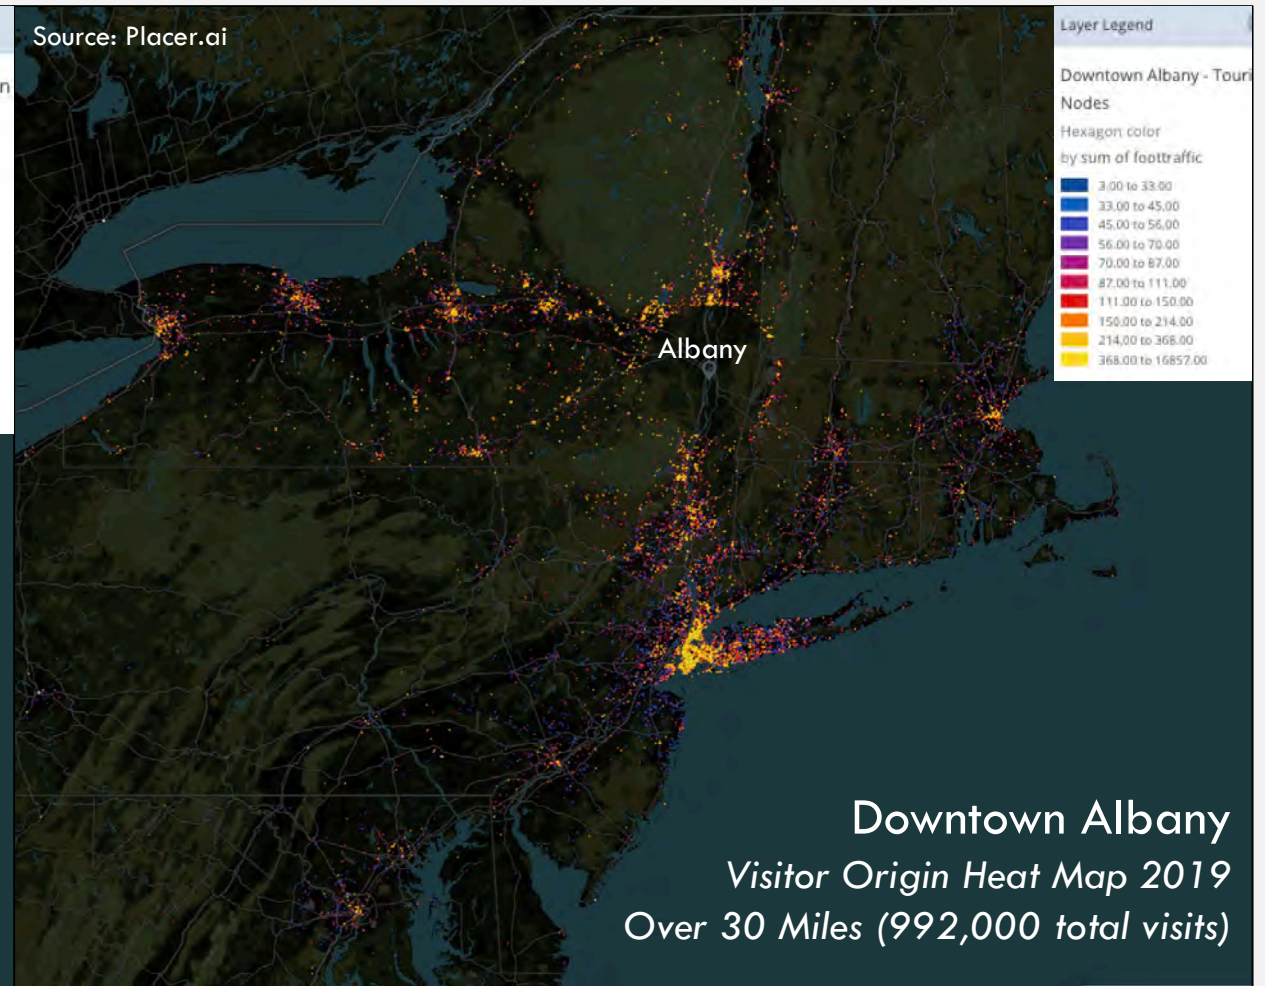 Source: Placer.ai
n
Layer Legend
Downtown Albany - Touri
Nodes
Hexagon color
by sum of foottraffic
3.00 to 33.00
33.00 to 45.00
45.00 to 56.00
56.00 to 70.00
70.00 to 87.00
87.00 to 111.00
111.00 to 150.00
150.00 to 214.00
214.00 to 368.00
368.00 to 16857.00
Albany
Downtown Albany
Visitor Origin Heat Map 2019
Over 30 Miles (992,000 total visits)